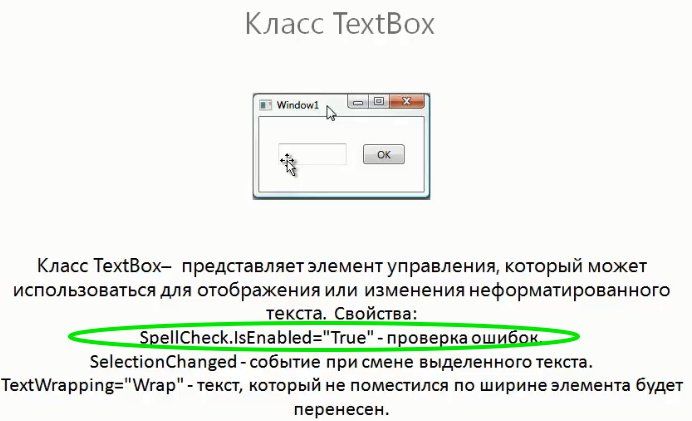 Класс TextBox
Window1
OK
Класс TextBox– представляет элемент управления, который может
использоваться для отображения или изменения неформатированного
текста. Свойства:
SpellCheck.IsEnabled="True" - проверка ошибок.
SelectionChanged - событие при смене выделенного текста.
TextWrapping="Wrap" - текст, который не поместился по ширине элемента будет
перенесен.